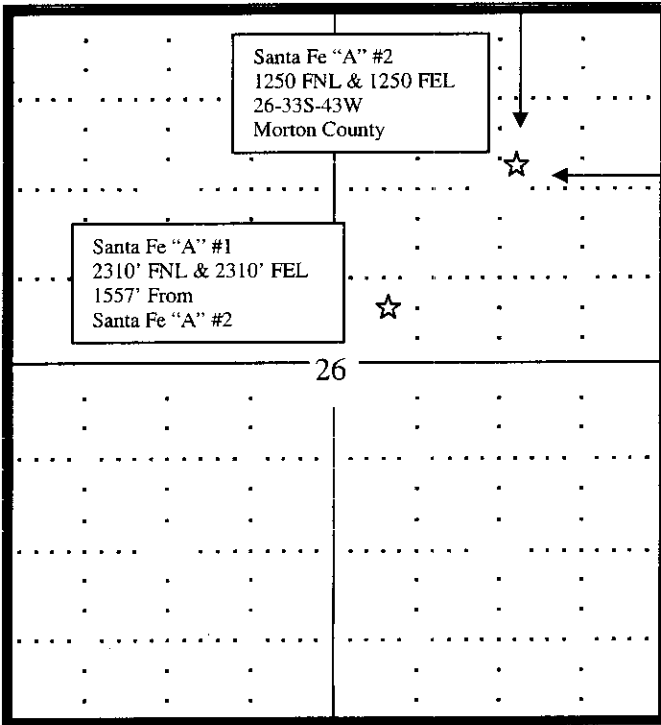 Santa Fe “A” #2
1250 FNL & 1250 FEL
26-33S-43W
Morton County
Santa Fe “A” #1
2310’ FNL & 2310’ FEL
1557’ From
Santa Fe “A” #2
26